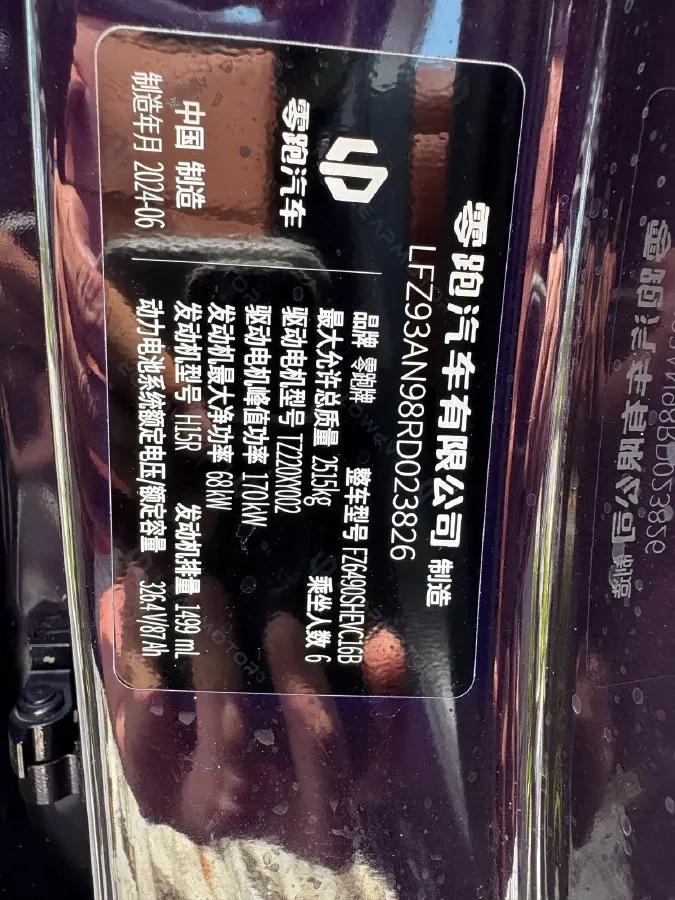 零跑汽车有限公司 制造
LFZ93AN98RD023826
零跑汽车
中国 制造
制造年月 2024-06
品牌 零跑牌 整车型号 FZ6490SHEVC16B
最大允许总质量 2515kg 乘坐人数 6
驱动电机型号 TZ220X002
驱动电机峰值功率 170kW
发动机最大净功率 68kW
发动机型号 H15R 发动机排量 1499 mL
动力电池系统额定电压/额定容量 326.4 V/87 Ah